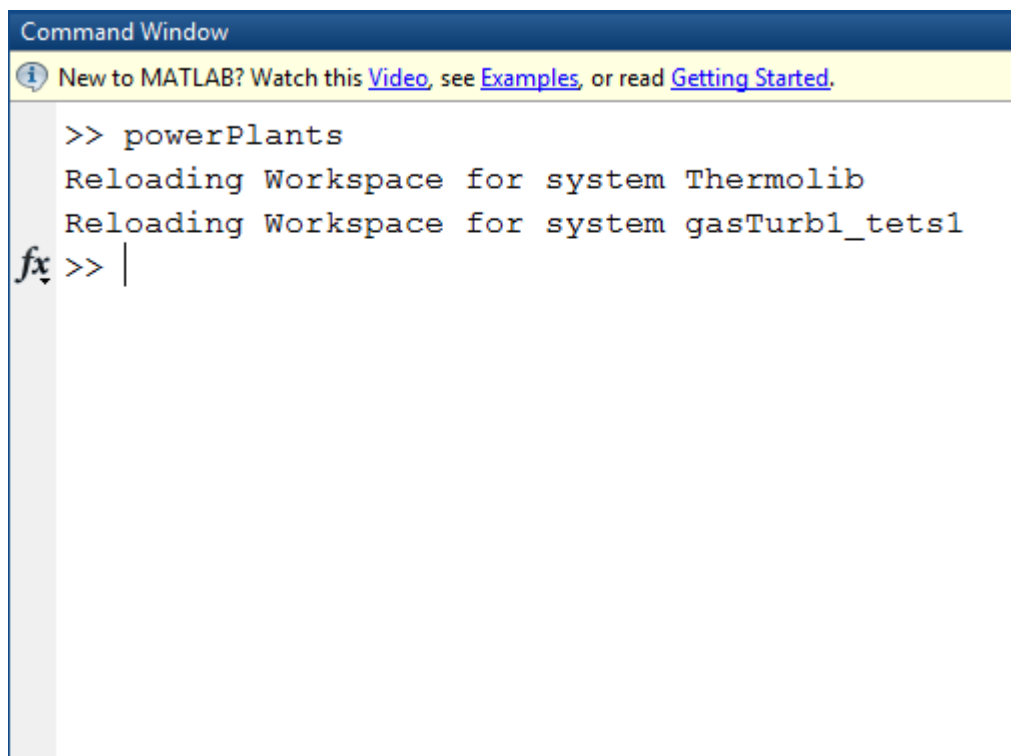 Command Window
New to MATLAB? Watch this Video, see Examples, or read Getting Started.
>> powerPlants
Reloading Workspace for system Thermolib
Reloading Workspace for system gasTurb1_tets1
fx >>